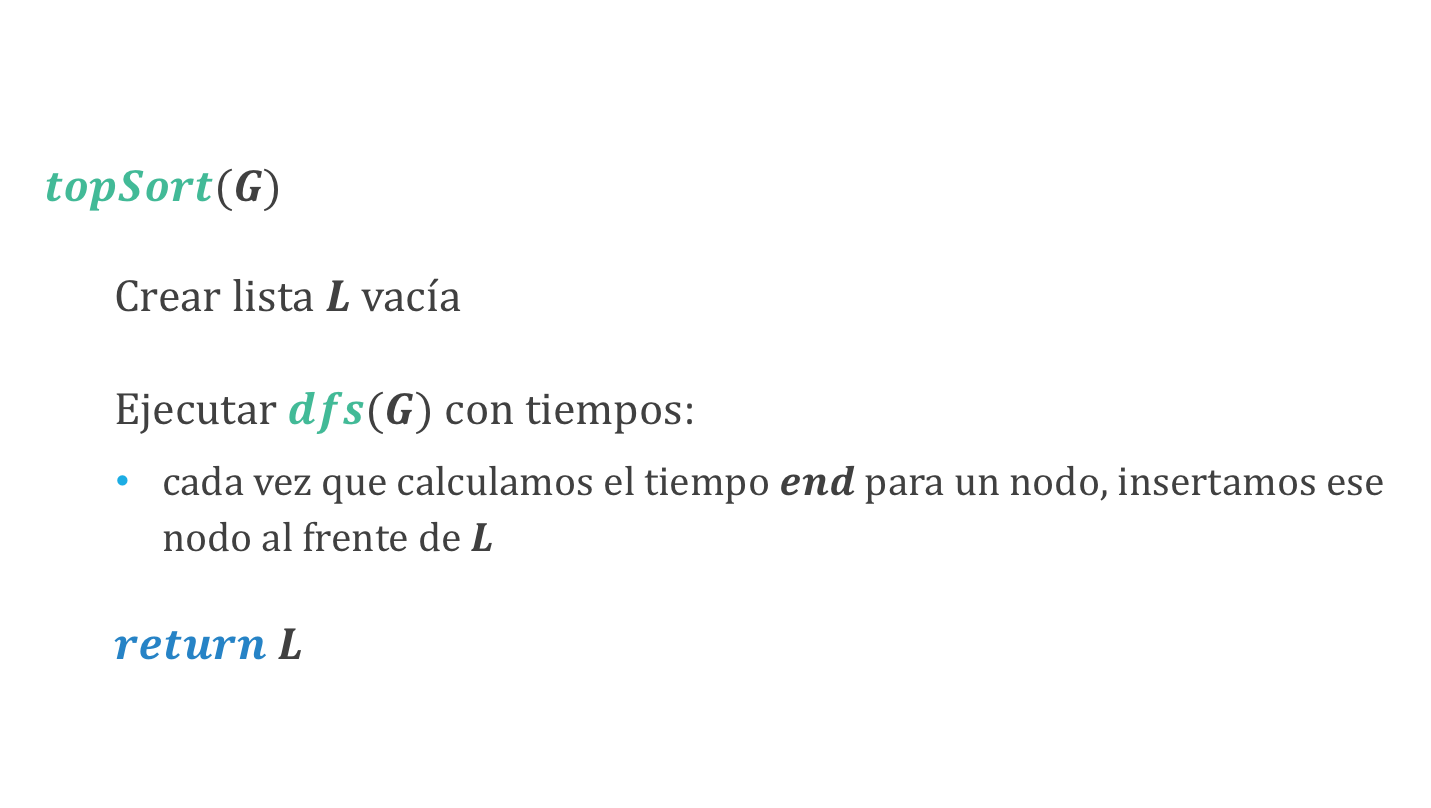 topSort(G)
Crear lista L vacía
Ejecutar dfs(G) con tiempos:
• cada vez que calculamos el tiempo end para un nodo, insertamos ese
nodo al frente de L
return L